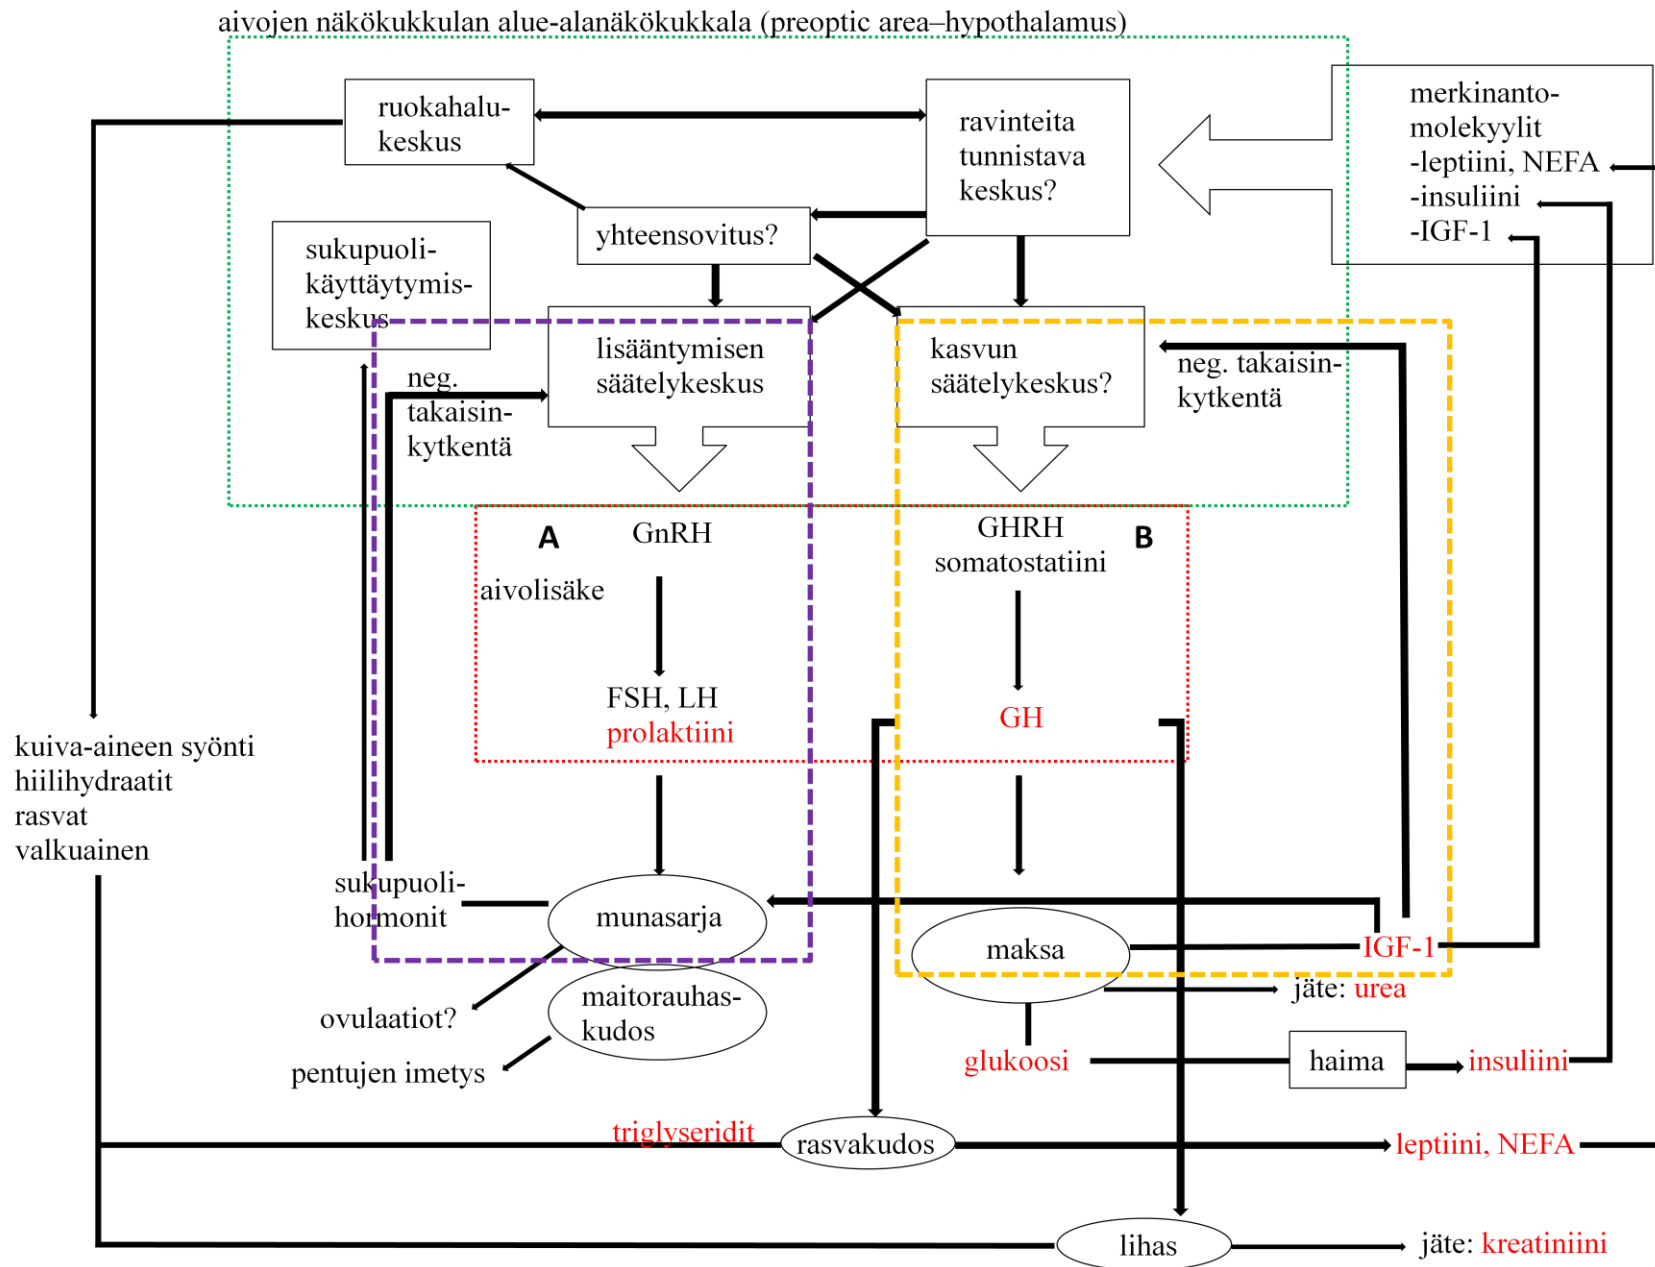 aivojen näkökukkulan alue-alanäkökukkala (preoptic area–hypothalamus)
ruokahalu-
keskus
ravinteita
tunnistava
keskus?
merkinanto-
molekyylit
-leptiini, NEFA
-insuliini
-IGF-1
yhteensovitus?
sukupuoli-
käyttäytymis-
keskus
lisääntymisen
säätelykeskus
kasvun
säätelykeskus?
neg.
takaisin-
kytkentä
neg. takaisin-
kytkentä
A
GnRH
GHRH
somatostatiini
B
aivolisäke
FSH, LH
prolaktiini
GH
kuiva-aineen syönti
hiilihydraatit
rasvat
valkuainen
sukupuoli-
hormonit
munasarja
maksa
IGF-1
jäte: urea
maitorauhas-
kudos
ovulaatiot?
pentujen imetys
glukoosi
haima
insuliini
triglyseridit
rasvakudos
leptiini, NEFA
lihas
jäte: kreatiniini